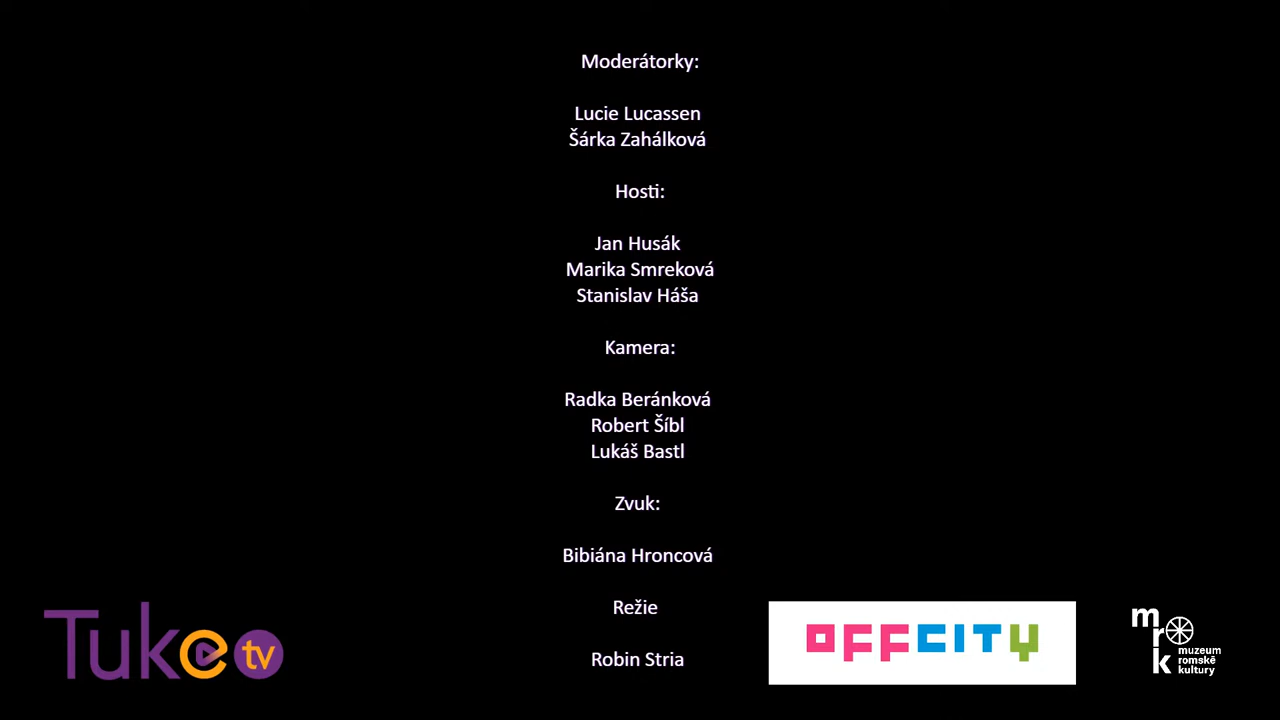 Moderátorky:
Lucie Lucassen
Šárka Zahálková
Hosti:
Jan Husák
Marika Smreková
Stanislav Háša
Kamera:
Radka Beránková
Robert Šíbl
Lukáš Bastl
Zvuk:
Bibiána Hroncová
Režie
Robin Stria
Tuke tv
OFFCITY
mrk
muzeum
romské
kultury